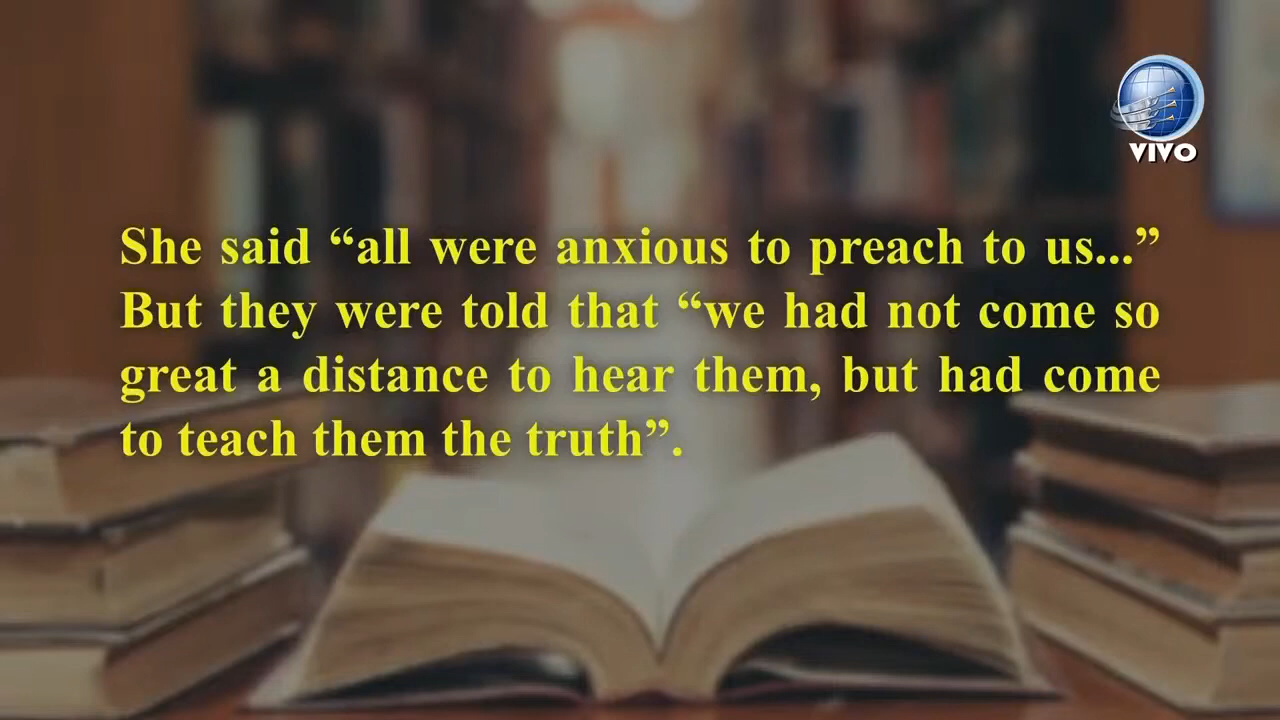 VIVO
She said “all were anxious to preach to us...”
But they were told that “we had not come so
great a distance to hear them, but had come
to teach them the truth”.